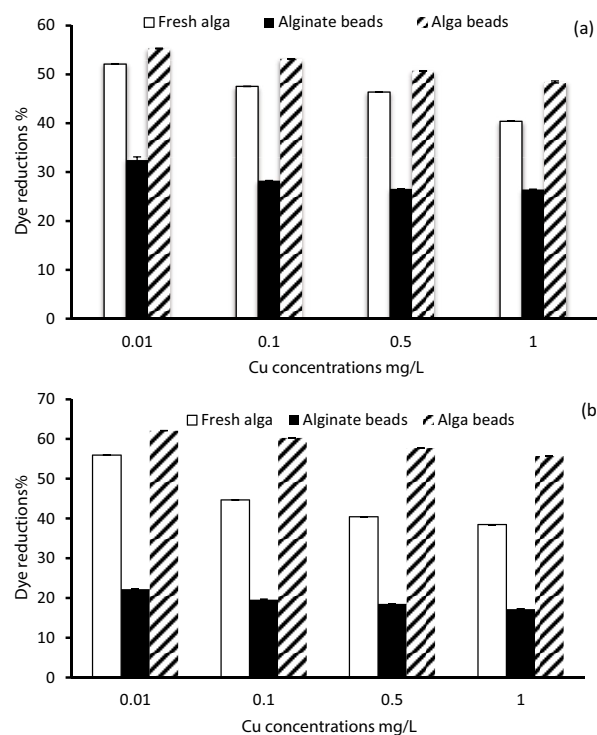 60
Fresh alga Alginate beads Alga beads
(a)
50
40
30
20
10
0
Dye reductions %
0.01 0.1 0.5 1
Cu concentrations mg/L
70
Fresh alga Alginate beads Alga beads
(b)
60
50
40
30
20
10
0
Dye reductions%
0.01 0.1 0.5 1
Cu concentrations mg/L